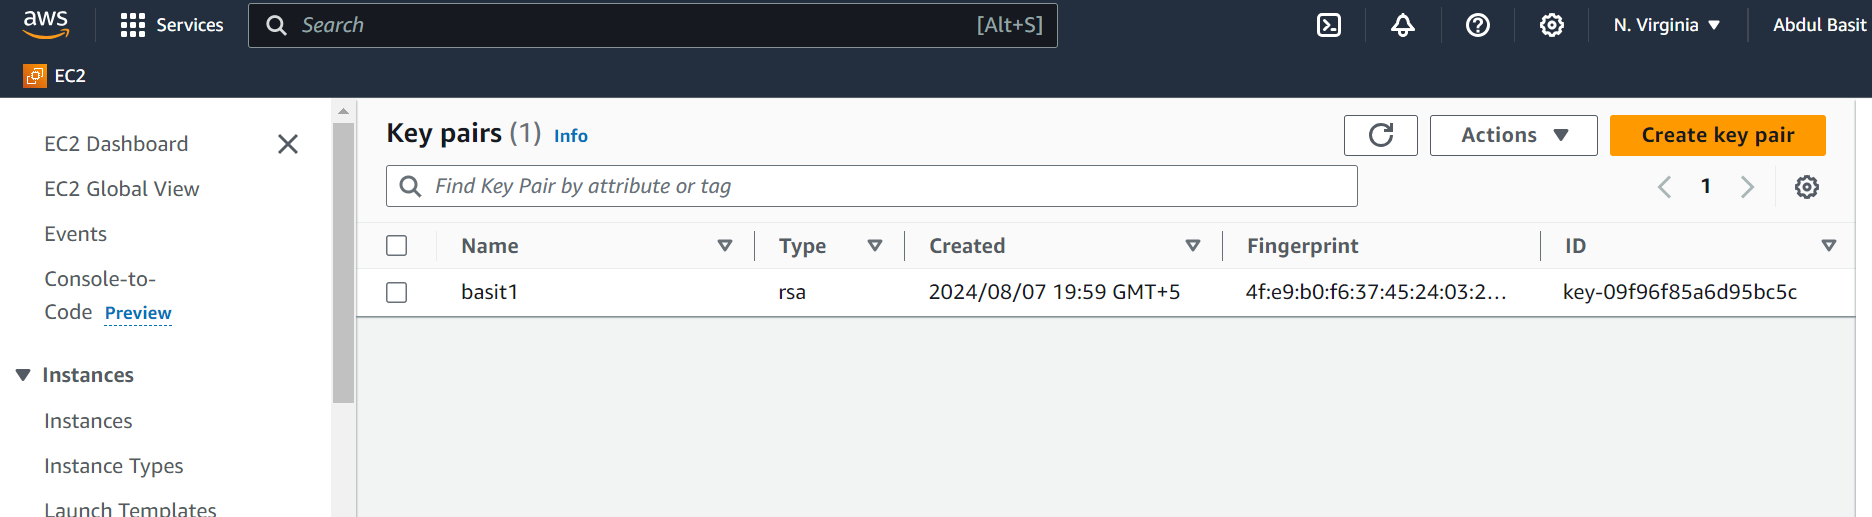 aws
Services
Search [Alt+S]
N. Virginia
Abdul Basit
EC2
EC2 Dashboard
EC2 Global View
Events
Console-to-
Code Preview
Instances
Instances
Instance Types
Launch Templates
Key pairs (1) Info
Actions
Create key pair
Find Key Pair by attribute or tag
1
Name Type Created Fingerprint ID
basit1 rsa 2024/08/07 19:59 GMT+5 4f:e9:b0:f6:37:45:24:03:2... key-09f96f85a6d95bc5c